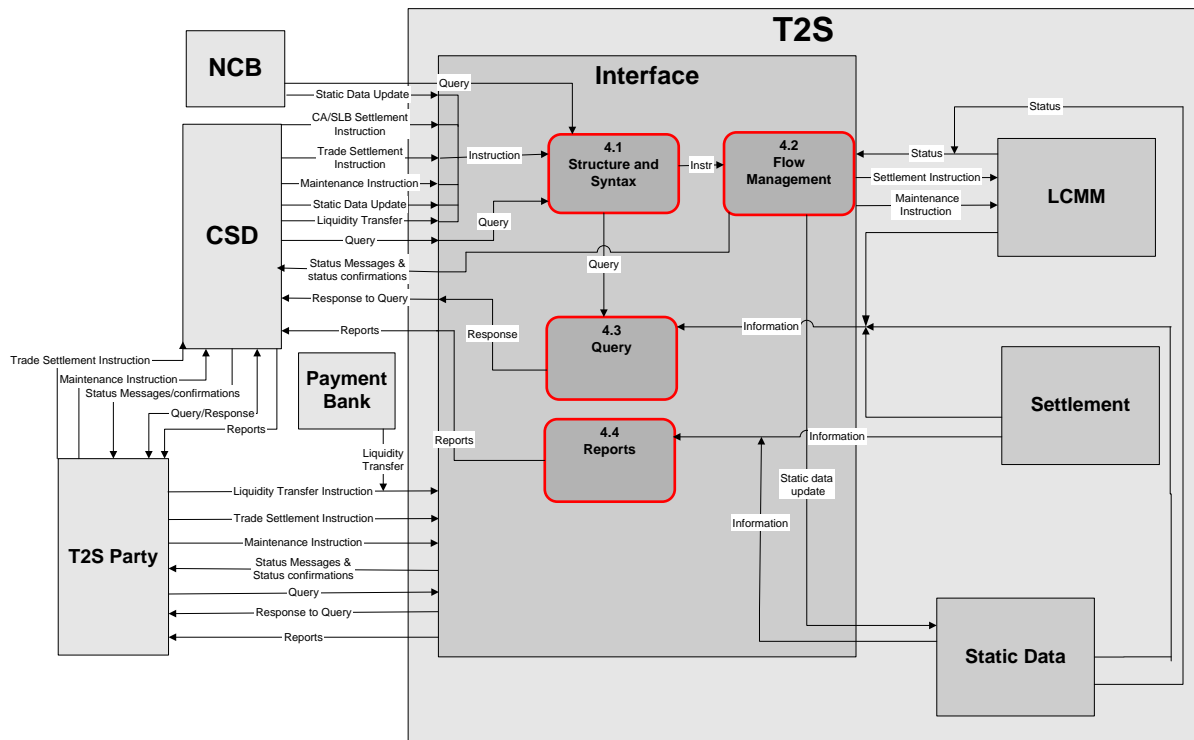 T2S
NCB
Interface
Query
Static Data Update
CA/SLB Settlement
Instruction
Trade Settlement
Instruction
Maintenance Instruction
Static Data Update
Liquidity Transfer
Query
CSD
Instruction
Query
4.1
Structure and
Syntax
Instr
4.2
Flow
Management
Status
Status
Settlement Instruction
Maintenance
Instruction
LCMM
Status Messages &
status confirmations
Query
Response to Query
Response
Reports
4.3
Query
Information
Trade Settlement Instruction
Maintenance Instruction
Status Messages/confirmations
Query/Response
Reports
Payment
Bank
Liquidity
Transfer
Reports
4.4
Reports
Information
Settlement
Static data
update
Information
T2S Party
Liquidity Transfer Instruction
Trade Settlement Instruction
Maintenance Instruction
Status Messages &
Status confirmations
Query
Response to Query
Reports
Static Data